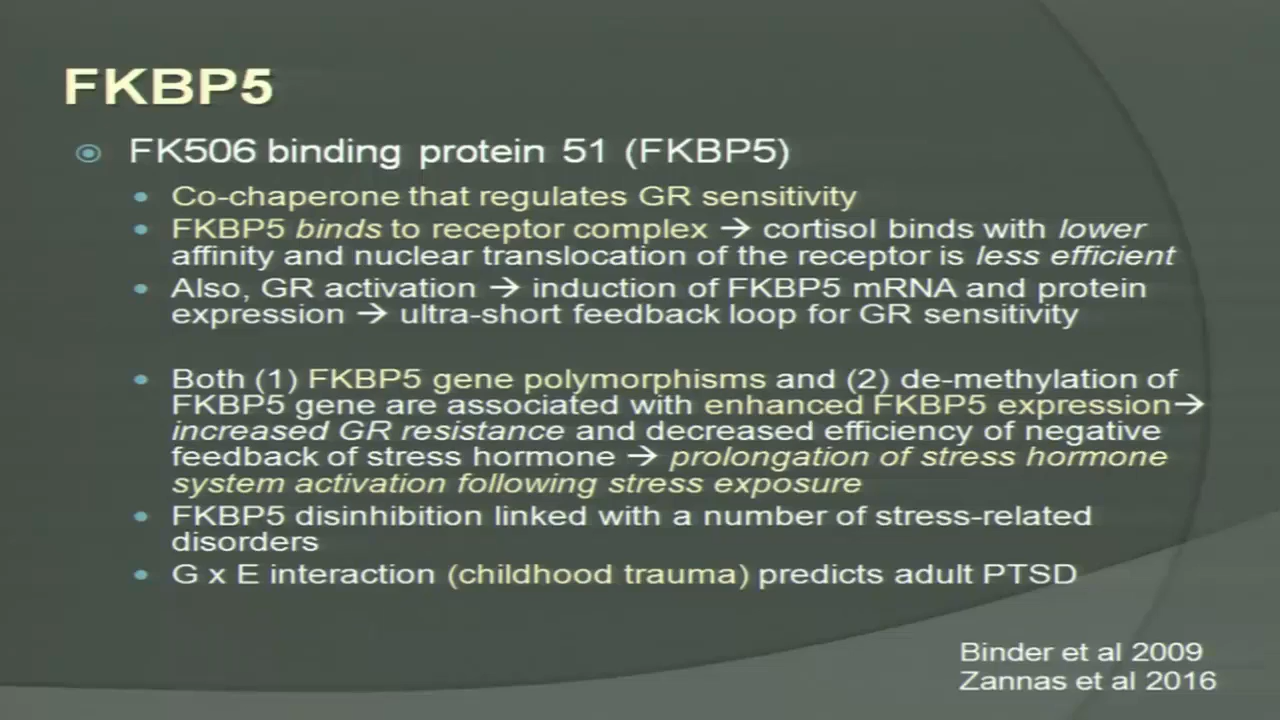 FKBP5
FK506 binding protein 51 (FKBP5)
Co-chaperone that regulates GR sensitivity
FKBP5 binds to receptor complex → cortisol binds with lower
affinity and nuclear translocation of the receptor is less efficient
Also, GR activation → induction of FKBP5 mRNA and protein
expression → ultra-short feedback loop for GR sensitivity
Both (1) FKBP5 gene polymorphisms and (2) de-methylation of
FKBP5 gene are associated with enhanced FKBP5 expression→
increased GR resistance and decreased efficiency of negative
feedback of stress hormone → prolongation of stress hormone
system activation following stress exposure
FKBP5 disinhibition linked with a number of stress-related
disorders
G x E interaction (childhood trauma) predicts adult PTSD
Binder et al 2009
Zannas et al 2016